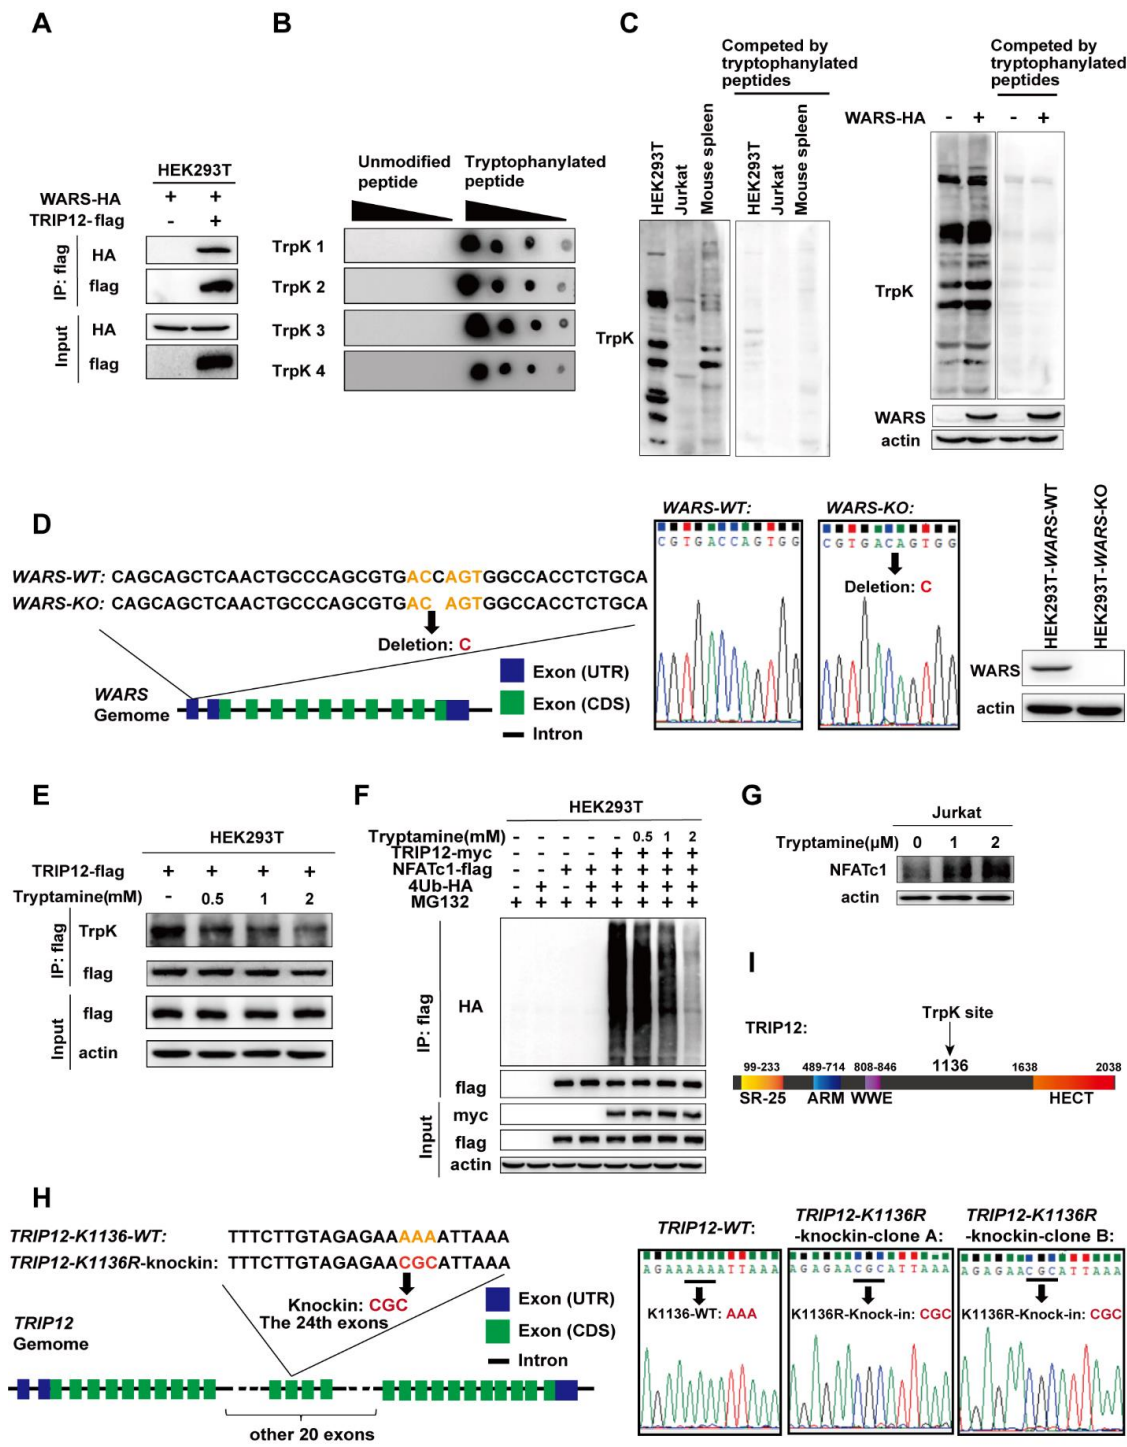 A
HEK293T
WARS-HA + +
TRIP12-flag - +
IP: flag
HA
flag
Input
HA
flag
B
Unmodified peptide
Tryptophanylated peptide
TrpK 1
TrpK 2
TrpK 3
TrpK 4
C
Competed by
tryptophanylated
peptides
HEK293T
Jurkat
Mouse spleen
HEK293T
Jurkat
Mouse spleen
TrpK
Competed by
tryptophanylated
peptides
WARS-HA - + - +
TrpK
WARS
actin
D
WARS-WT: CAGCAGCTCAACTGCCCAGCGTGACCAGTGGCCACCTCTGCA
WARS-KO: CAGCAGCTCAACTGCCCAGCGTGAC AGTGGCCACCTCTGCA
Deletion: C
WARS
Gemome
Exon (UTR)
Exon (CDS)
Intron
WARS-WT:
CGTGACCAGTGG
WARS-KO:
CGTGACAGTGG
Deletion: C
HEK293T-WARS-WT
HEK293T-WARS-KO
WARS
actin
E
HEK293T
TRIP12-flag + + + +
Tryptamine(mM) - 0.5 1 2
IP: flag
TrpK
flag
Input
flag
actin
F
HEK293T
Tryptamine(mM) - - - - - 0.5 1 2
TRIP12-myc - - - - + + + +
NFATc1-flag - - + + + + + +
4Ub-HA - + - + + + + +
MG132 + + + + + + + +
IP: flag
HA
flag
Input
myc
flag
actin
G
Jurkat
Tryptamine(μM) 0 1 2
NFATc1
actin
I
TrpK site
TRIP12:
99-233 489-714 808-846 1136 1638 2038
SR-25 ARM WWE HECT
H
TRIP12-K1136-WT: TTTCTTGTAGAGAAAAAATTAAA
TRIP12-K1136R-knockin: TTTCTTGTAGAGAACGCATTAAA
Knockin: CGC
The 24th exons
TRIP12
Gemome
Exon (UTR)
Exon (CDS)
Intron
other 20 exons
TRIP12-WT:
AGAAAAAATTAAA
K1136-WT: AAA
TRIP12-K1136R
-knockin-clone A:
AGAGAACGCATTAAA
K1136R-Knock-in: CGC
TRIP12-K1136R
-knockin-clone B:
AGAGAACGCATTAAA
K1136R-Knock-in: CGC